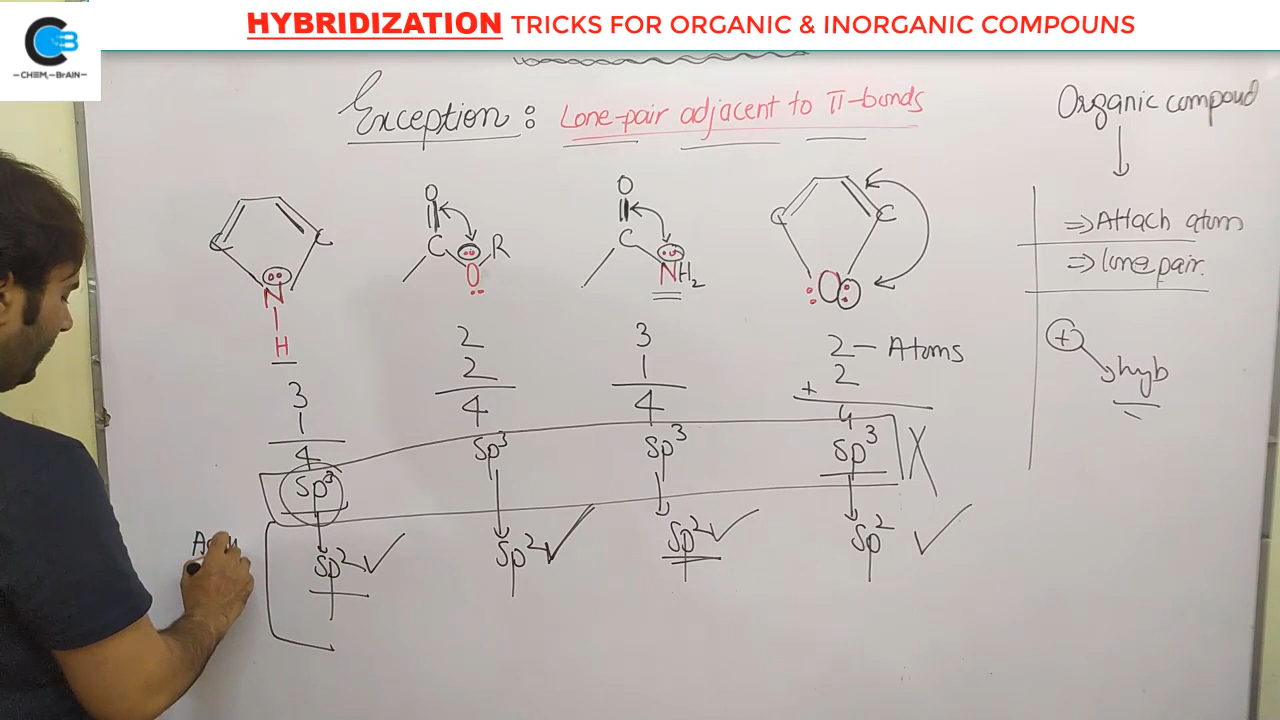 HYBRIDIZATION TRICKS FOR ORGANIC & INORGANIC COMPOUNS
CB
—CHEM, —BrAIN—
Exception : Lone-pair adjacent to π-bonds
Organic compound
⇒ Attach atom
⇒ lone pair.
+
hyb
C C
N
H
3
1
4
Sp³
Sp² ✓
O
C
O R
2
2
4
Sp³
Sp² ✓
O
C
NH₂
3
1
4
Sp³
Sp² ✓
C C
O
2 — Atoms
+ 2
4
Sp³
X
Sp² ✓